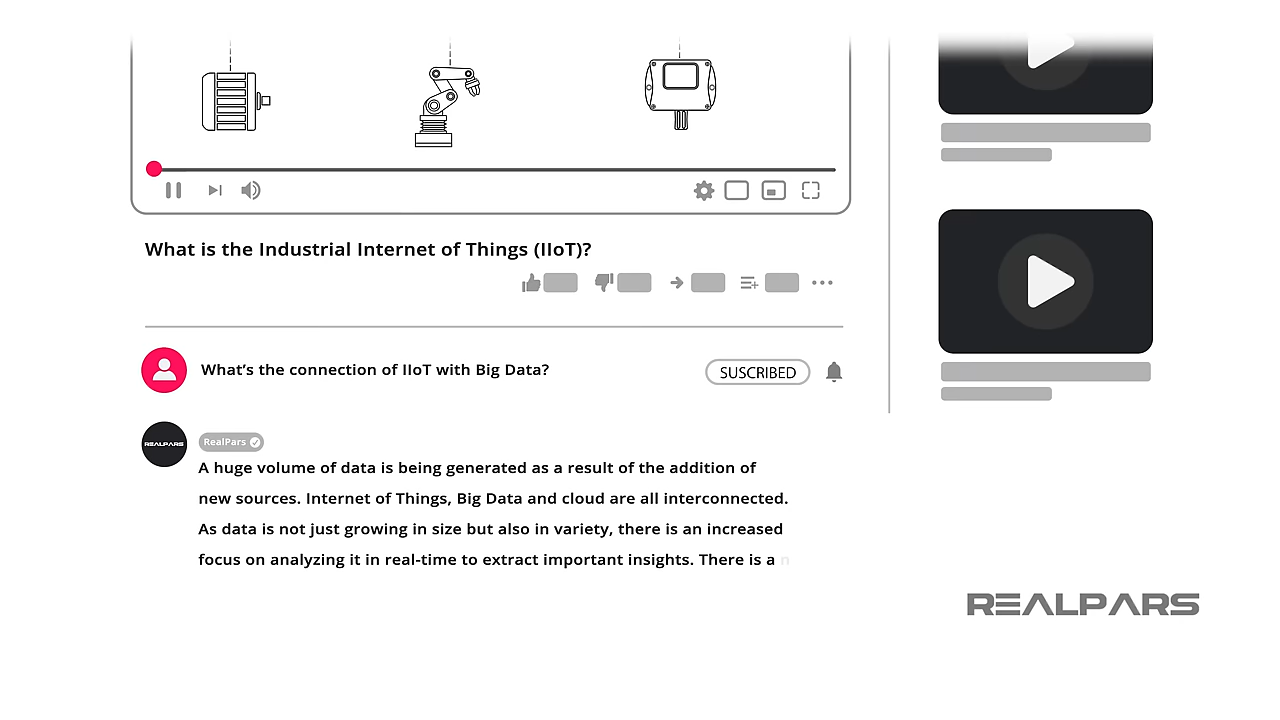 What is the Industrial Internet of Things (IIoT)?
What's the connection of IIoT with Big Data?
SUSCRIBED
REALPARS
RealPars
A huge volume of data is being generated as a result of the addition of
new sources. Internet of Things, Big Data and cloud are all interconnected.
As data is not just growing in size but also in variety, there is an increased
focus on analyzing it in real-time to extract important insights. There is a n
REALPARS